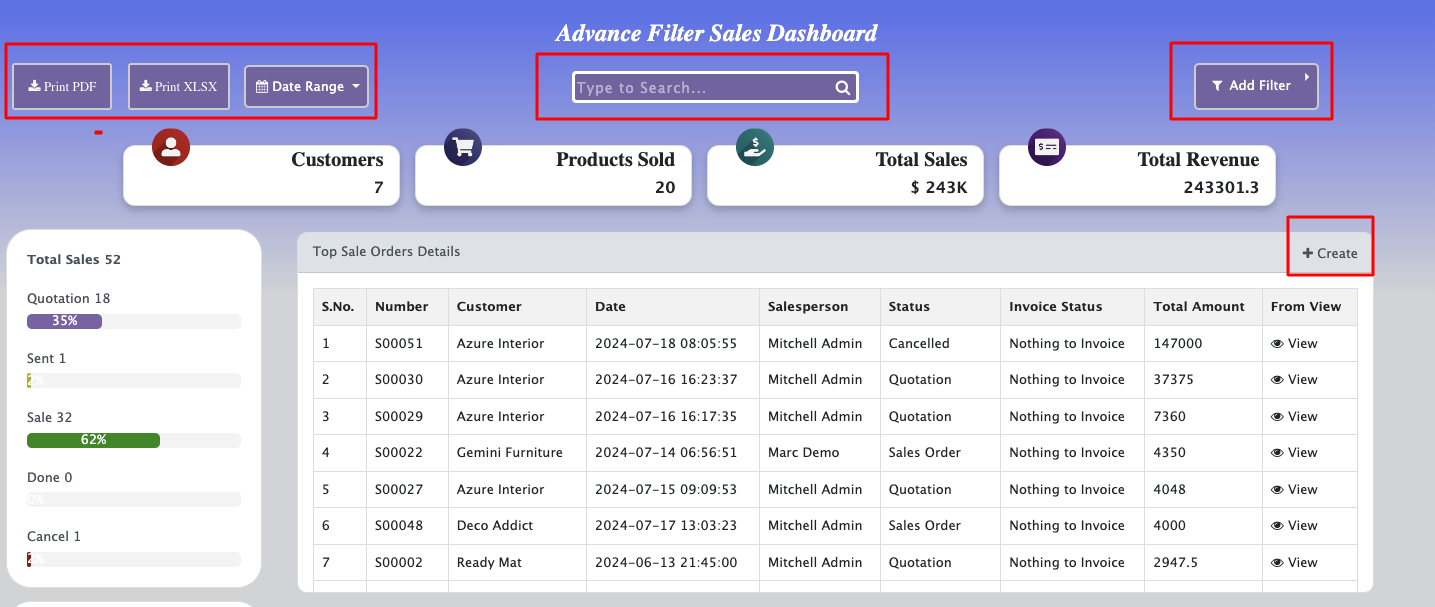 Advance Filter Sales Dashboard
Print PDF
Print XLSX
Date Range
Type to Search...
Add Filter
Customers
7
Products Sold
20
Total Sales
$ 243K
Total Revenue
243301.3
Total Sales 52
Quotation 18
35%
Sent 1
2%
Sale 32
62%
Done 0
0%
Cancel 1
2%
Top Sale Orders Details
+ Create
S.No. Number Customer Date Salesperson Status Invoice Status Total Amount From View
1 S00051 Azure Interior 2024-07-18 08:05:55 Mitchell Admin Cancelled Nothing to Invoice 147000 View
2 S00030 Azure Interior 2024-07-16 16:23:37 Mitchell Admin Quotation Nothing to Invoice 37375 View
3 S00029 Azure Interior 2024-07-16 16:17:35 Mitchell Admin Quotation Nothing to Invoice 7360 View
4 S00022 Gemini Furniture 2024-07-14 06:56:51 Marc Demo Sales Order Nothing to Invoice 4350 View
5 S00027 Azure Interior 2024-07-15 09:09:53 Mitchell Admin Quotation Nothing to Invoice 4048 View
6 S00048 Deco Addict 2024-07-17 13:03:23 Mitchell Admin Sales Order Nothing to Invoice 4000 View
7 S00002 Ready Mat 2024-06-13 21:45:00 Mitchell Admin Quotation Nothing to Invoice 2947.5 View